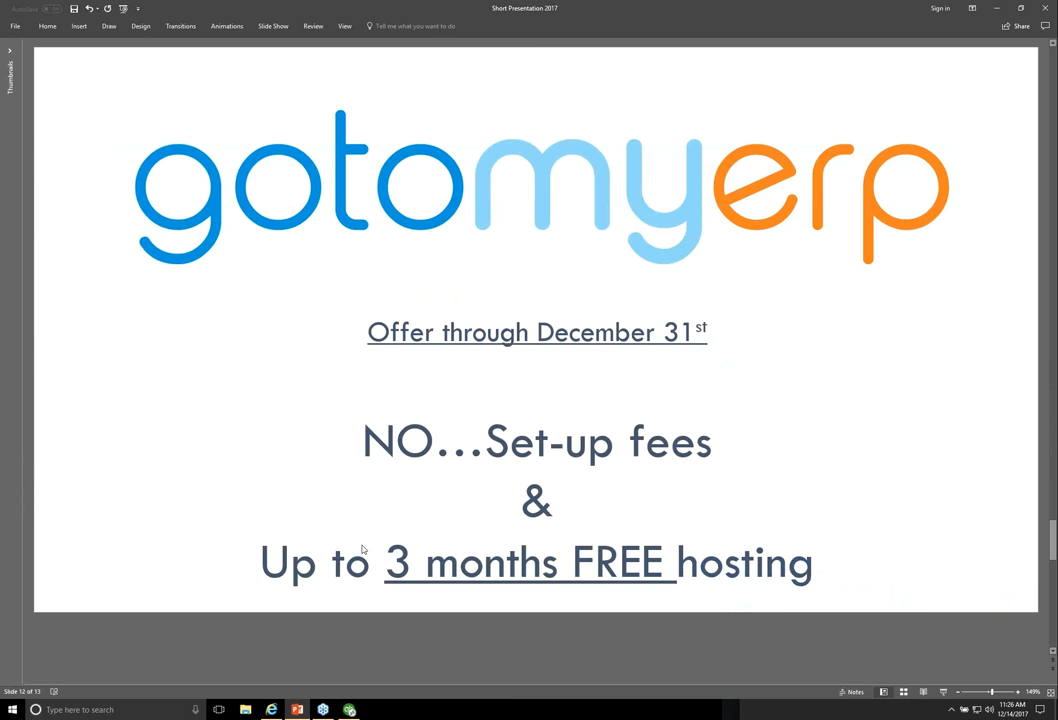 AutoSave Off
Short Presentation 2017
Sign in
File Home Insert Draw Design Transitions Animations Slide Show Review View Tell me what you want to do
Share
Thumbnails
gotomyerp
Offer through December 31st
NO...Set-up fees
&
Up to 3 months FREE hosting
Slide 12 of 13
Notes
149%
Type here to search
11:26 AM
12/14/2017